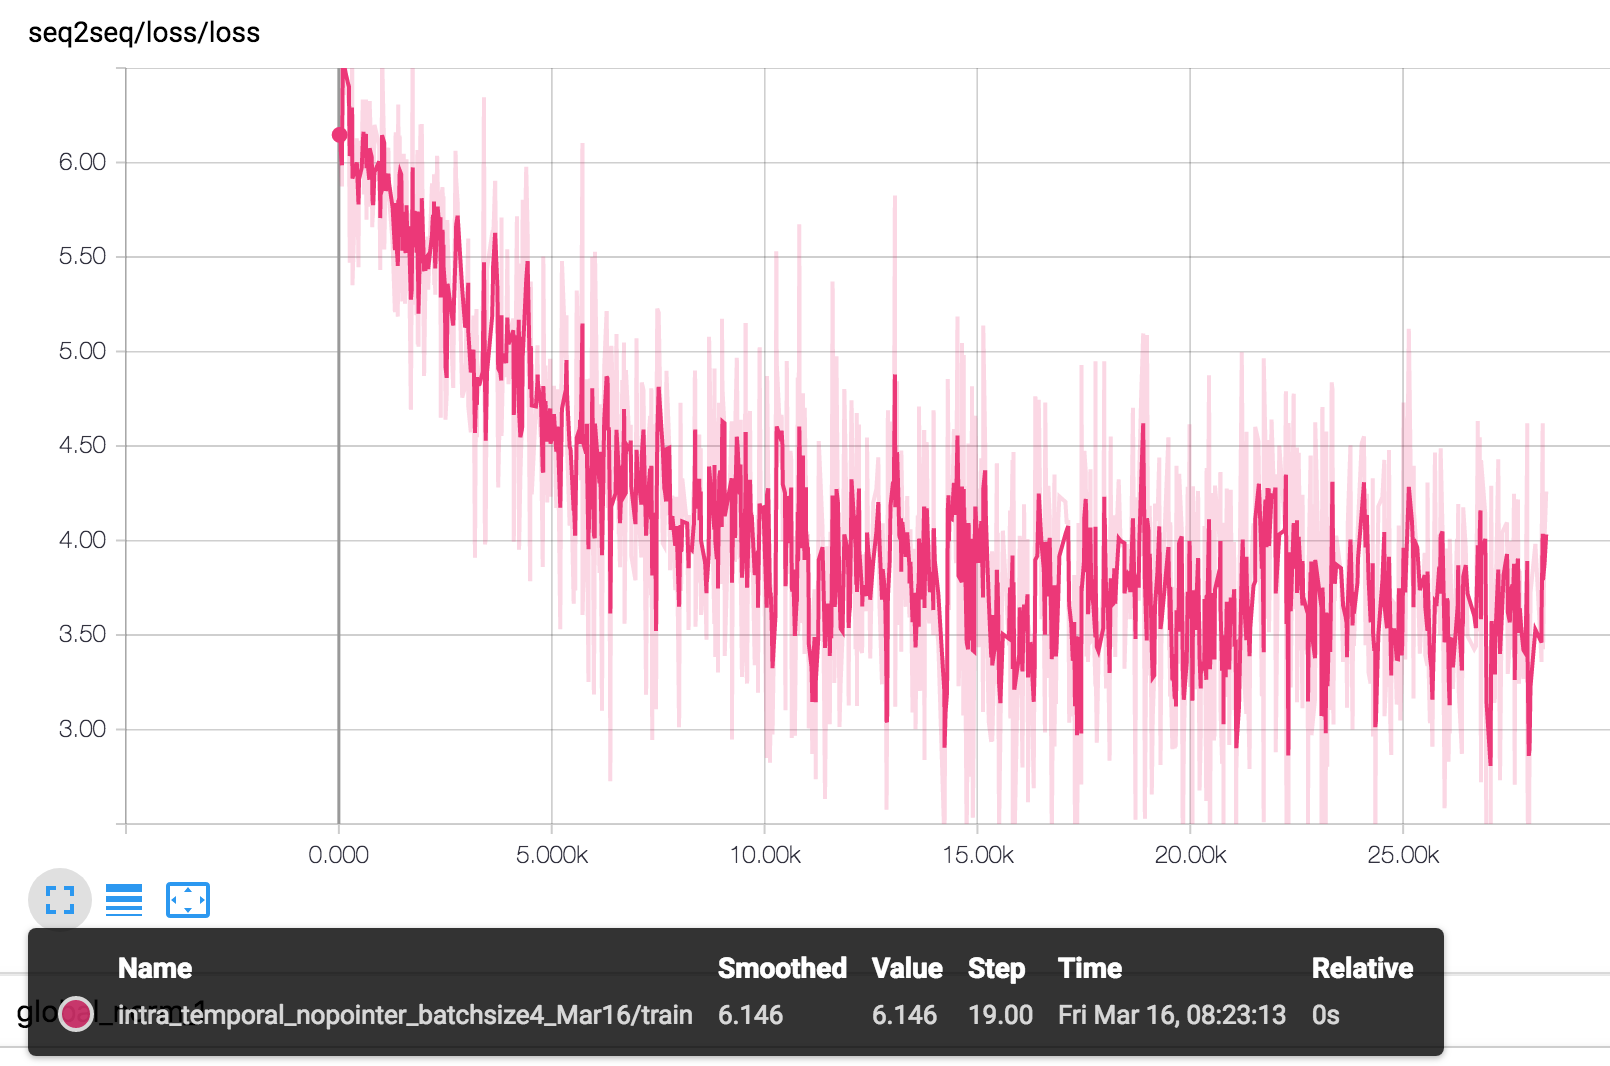 seq2seq/loss/loss
6.00
5.50
5.00
4.50
4.00
3.50
3.00
0.000 5.000k 10.00k 15.00k 20.00k 25.00k
Name Smoothed Value Step Time Relative
intra_temporal_nopointer_batchsize4_Mar16/train 6.146 6.146 19.00 Fri Mar 16, 08:23:13 0s
global_norm_1